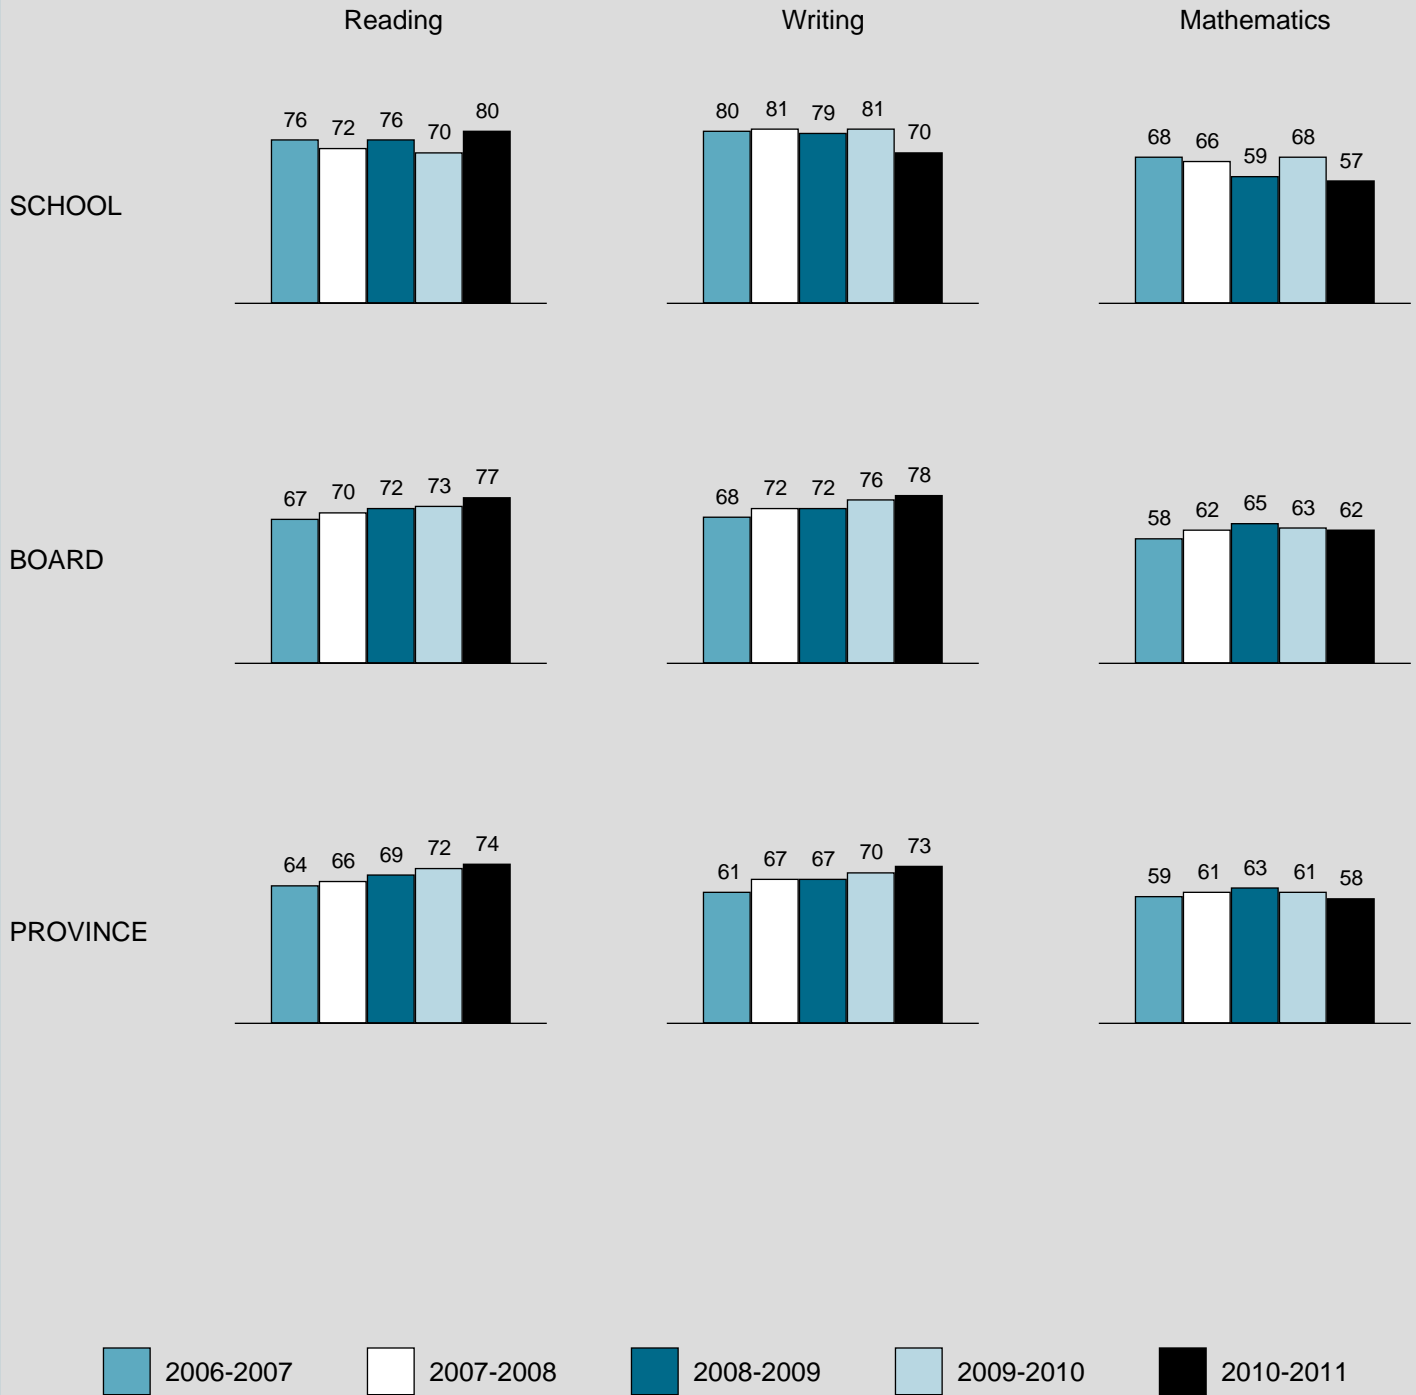 Reading Writing Mathematics
76 72 76 70 80 80 81 79 81 70 68 66 59 68 57
SCHOOL
67 70 72 73 77 68 72 72 76 78 58 62 65 63 62
BOARD
64 66 69 72 74 61 67 67 70 73 59 61 63 61 58
PROVINCE
2006-2007 2007-2008 2008-2009 2009-2010 2010-2011